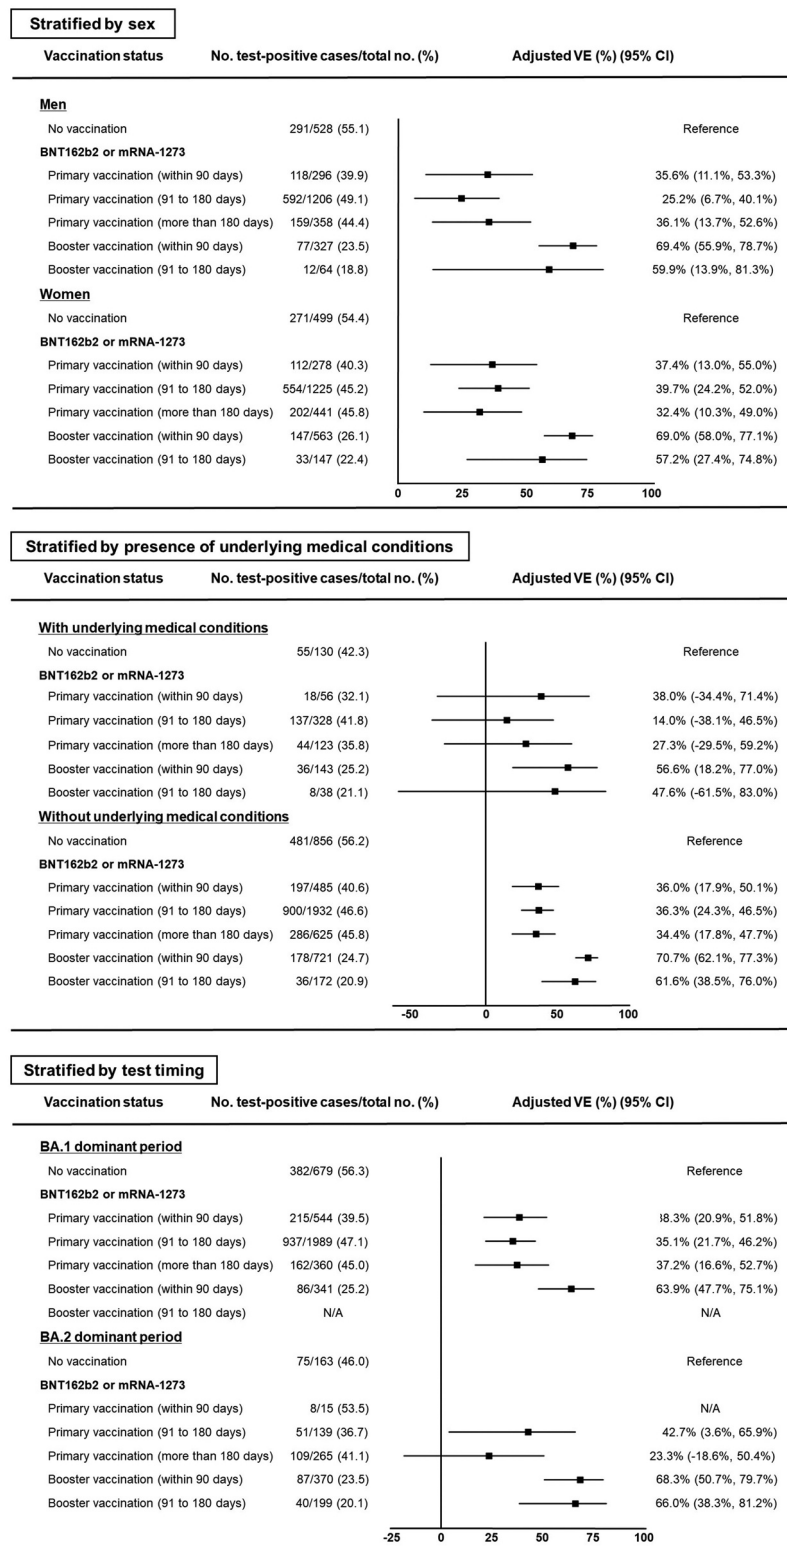 Stratified by sex
Vaccination status No. test-positive cases/total no. (%) Adjusted VE (%) (95% CI)
Men
No vaccination 291/528 (55.1) Reference
BNT162b2 or mRNA-1273
Primary vaccination (within 90 days) 118/296 (39.9) 35.6% (11.1%, 53.3%)
Primary vaccination (91 to 180 days) 592/1206 (49.1) 25.2% (6.7%, 40.1%)
Primary vaccination (more than 180 days) 159/358 (44.4) 36.1% (13.7%, 52.6%)
Booster vaccination (within 90 days) 77/327 (23.5) 69.4% (55.9%, 78.7%)
Booster vaccination (91 to 180 days) 12/64 (18.8) 59.9% (13.9%, 81.3%)
Women
No vaccination 271/499 (54.4) Reference
BNT162b2 or mRNA-1273
Primary vaccination (within 90 days) 112/278 (40.3) 37.4% (13.0%, 55.0%)
Primary vaccination (91 to 180 days) 554/1225 (45.2) 39.7% (24.2%, 52.0%)
Primary vaccination (more than 180 days) 202/441 (45.8) 32.4% (10.3%, 49.0%)
Booster vaccination (within 90 days) 147/563 (26.1) 69.0% (58.0%, 77.1%)
Booster vaccination (91 to 180 days) 33/147 (22.4) 57.2% (27.4%, 74.8%)
0 25 50 75 100
Stratified by presence of underlying medical conditions
Vaccination status No. test-positive cases/total no. (%) Adjusted VE (%) (95% CI)
With underlying medical conditions
No vaccination 55/130 (42.3) Reference
BNT162b2 or mRNA-1273
Primary vaccination (within 90 days) 18/56 (32.1) 38.0% (-34.4%, 71.4%)
Primary vaccination (91 to 180 days) 137/328 (41.8) 14.0% (-38.1%, 46.5%)
Primary vaccination (more than 180 days) 44/123 (35.8) 27.3% (-29.5%, 59.2%)
Booster vaccination (within 90 days) 36/143 (25.2) 56.6% (18.2%, 77.0%)
Booster vaccination (91 to 180 days) 8/38 (21.1) 47.6% (-61.5%, 83.0%)
Without underlying medical conditions
No vaccination 481/856 (56.2) Reference
BNT162b2 or mRNA-1273
Primary vaccination (within 90 days) 197/485 (40.6) 36.0% (17.9%, 50.1%)
Primary vaccination (91 to 180 days) 900/1932 (46.6) 36.3% (24.3%, 46.5%)
Primary vaccination (more than 180 days) 286/625 (45.8) 34.4% (17.8%, 47.7%)
Booster vaccination (within 90 days) 178/721 (24.7) 70.7% (62.1%, 77.3%)
Booster vaccination (91 to 180 days) 36/172 (20.9) 61.6% (38.5%, 76.0%)
-50 0 50 100
Stratified by test timing
Vaccination status No. test-positive cases/total no. (%) Adjusted VE (%) (95% CI)
BA.1 dominant period
No vaccination 382/679 (56.3) Reference
BNT162b2 or mRNA-1273
Primary vaccination (within 90 days) 215/544 (39.5) (20.9%, 51.8%)
Primary vaccination (91 to 180 days) 937/1989 (47.1) 35.1% (21.7%, 46.2%)
Primary vaccination (more than 180 days) 162/360 (45.0) 37.2% (16.6%, 52.7%)
Booster vaccination (within 90 days) 86/341 (25.2) 63.9% (47.7%, 75.1%)
Booster vaccination (91 to 180 days) N/A N/A
BA.2 dominant period
No vaccination 75/163 (46.0) Reference
BNT162b2 or mRNA-1273
Primary vaccination (within 90 days) 8/15 (53.5) N/A
Primary vaccination (91 to 180 days) 51/139 (36.7) 42.7% (3.6%, 65.9%)
Primary vaccination (more than 180 days) 109/265 (41.1) 23.3% (-18.6%, 50.4%)
Booster vaccination (within 90 days) 87/370 (23.5) 68.3% (50.7%, 79.7%)
Booster vaccination (91 to 180 days) 40/199 (20.1) 66.0% (38.3%, 81.2%)
-25 0 25 50 75 100